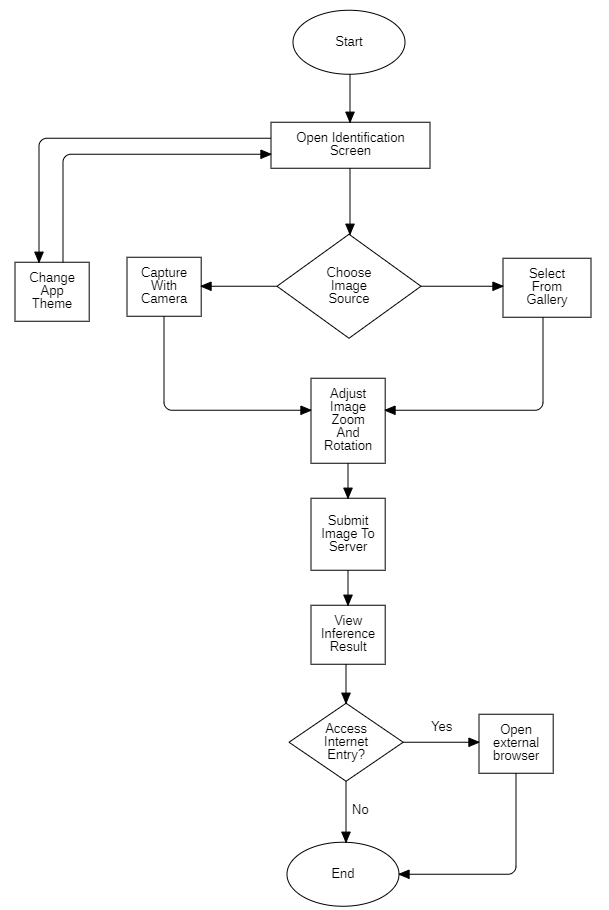 Start
Open Identification
Screen
Change
App
Theme
Capture
With
Camera
Choose
Image
Source
Select
From
Gallery
Adjust
Image
Zoom
And
Rotation
Submit
Image To
Server
View
Inference
Result
Access
Internet
Entry?
Yes
Open
external
browser
No
End